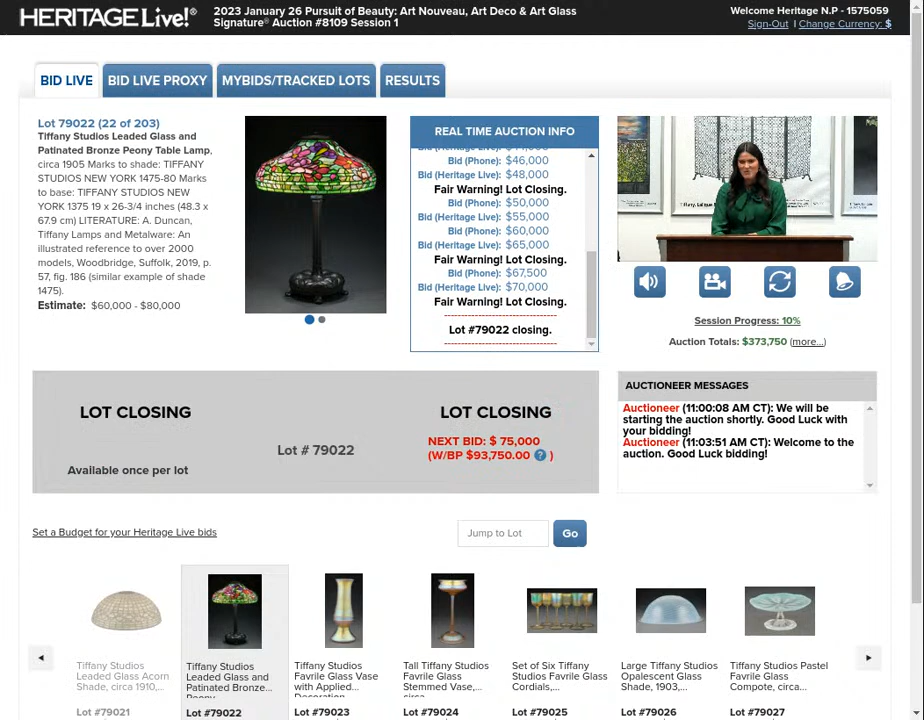 HERITAGE Live!®
2023 January 26 Pursuit of Beauty: Art Nouveau, Art Deco & Art Glass
Signature® Auction #8109 Session 1
Welcome Heritage N.P - 1575059
Sign-Out | Change Currency: $
BID LIVE
BID LIVE PROXY
MYBIDS/TRACKED LOTS
RESULTS
Lot 79022 (22 of 203)
Tiffany Studios Leaded Glass and
Patinated Bronze Peony Table Lamp,
circa 1905 Marks to shade: TIFFANY
STUDIOS NEW YORK 1475-80 Marks
to base: TIFFANY STUDIOS NEW
YORK 1375 19 x 26-3/4 inches (48.3 x
67.9 cm) LITERATURE: A. Duncan,
Tiffany Lamps and Metalware: An
illustrated reference to over 2000
models, Woodbridge, Suffolk, 2019, p.
57, fig. 186 (similar example of shade
1475).
Estimate: $60,000 - $80,000
REAL TIME AUCTION INFO
Bid (Phone): $46,000
Bid (Heritage Live): $48,000
Fair Warning! Lot Closing.
Bid (Phone): $50,000
Bid (Heritage Live): $55,000
Bid (Phone): $60,000
Bid (Heritage Live): $65,000
Fair Warning! Lot Closing.
Bid (Phone): $67,500
Bid (Heritage Live): $70,000
Fair Warning! Lot Closing.
--------------------------------
Lot #79022 closing.
--------------------------------
Session Progress: 10%
Auction Totals: $373,750 (more...)
LOT CLOSING
Available once per lot
Lot # 79022
LOT CLOSING
NEXT BID: $ 75,000
(W/BP $93,750.00 ? )
AUCTIONEER MESSAGES
Auctioneer (11:00:08 AM CT): We will be
starting the auction shortly. Good Luck with
your bidding!
Auctioneer (11:03:51 AM CT): Welcome to the
auction. Good Luck bidding!
Set a Budget for your Heritage Live bids
Jump to Lot
Go
Tiffany Studios
Leaded Glass Acorn
Shade, circa 1910,...
Lot #79021
Tiffany Studios
Leaded Glass and
Patinated Bronze...
Peony
Lot #79022
Tiffany Studios
Favrile Glass Vase
with Applied...
Decoration
Lot #79023
Tall Tiffany Studios
Favrile Glass
Stemmed Vase,...
circa
Lot #79024
Set of Six Tiffany
Studios Favrile Glass
Cordials,...
Lot #79025
Large Tiffany Studios
Opalescent Glass
Shade, 1903,...
Lot #79026
Tiffany Studios Pastel
Favrile Glass
Compote, circa...
Lot #79027